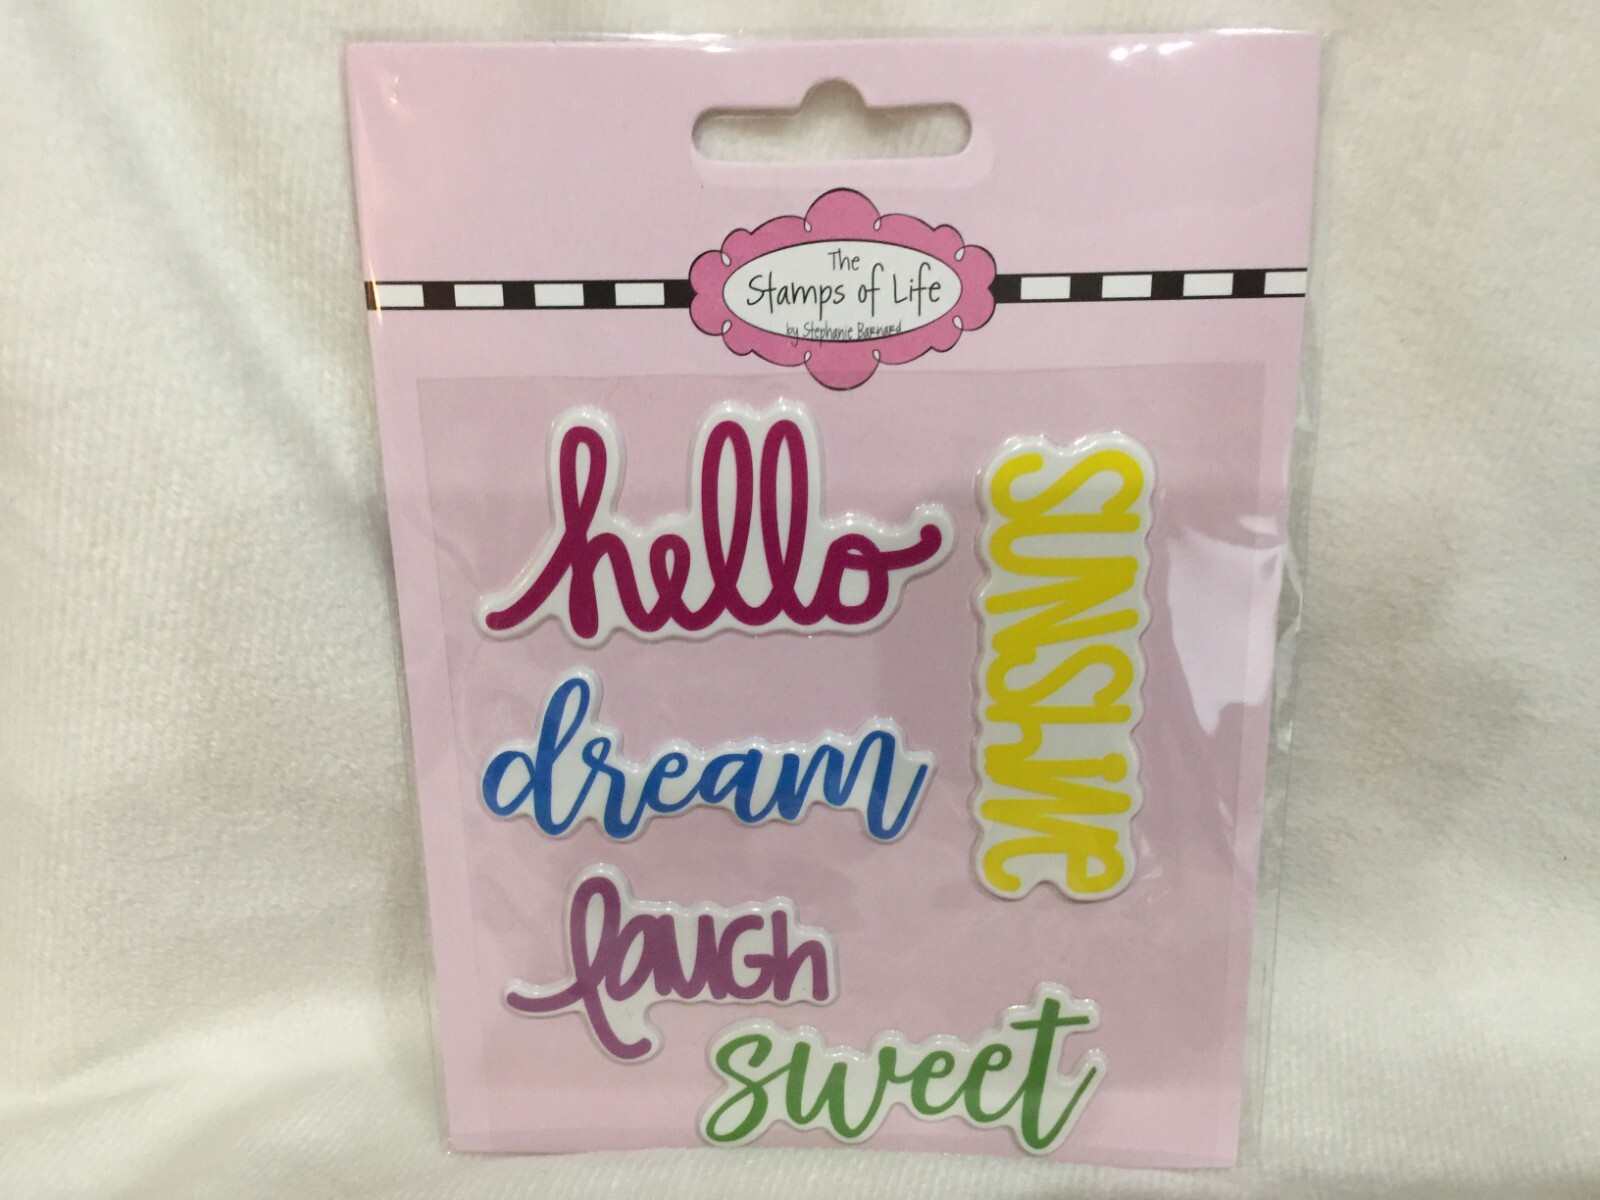 The
Stamps of Life
by Stephanie Barnard
hello
SUNSHINE
dream
laugh
sweet